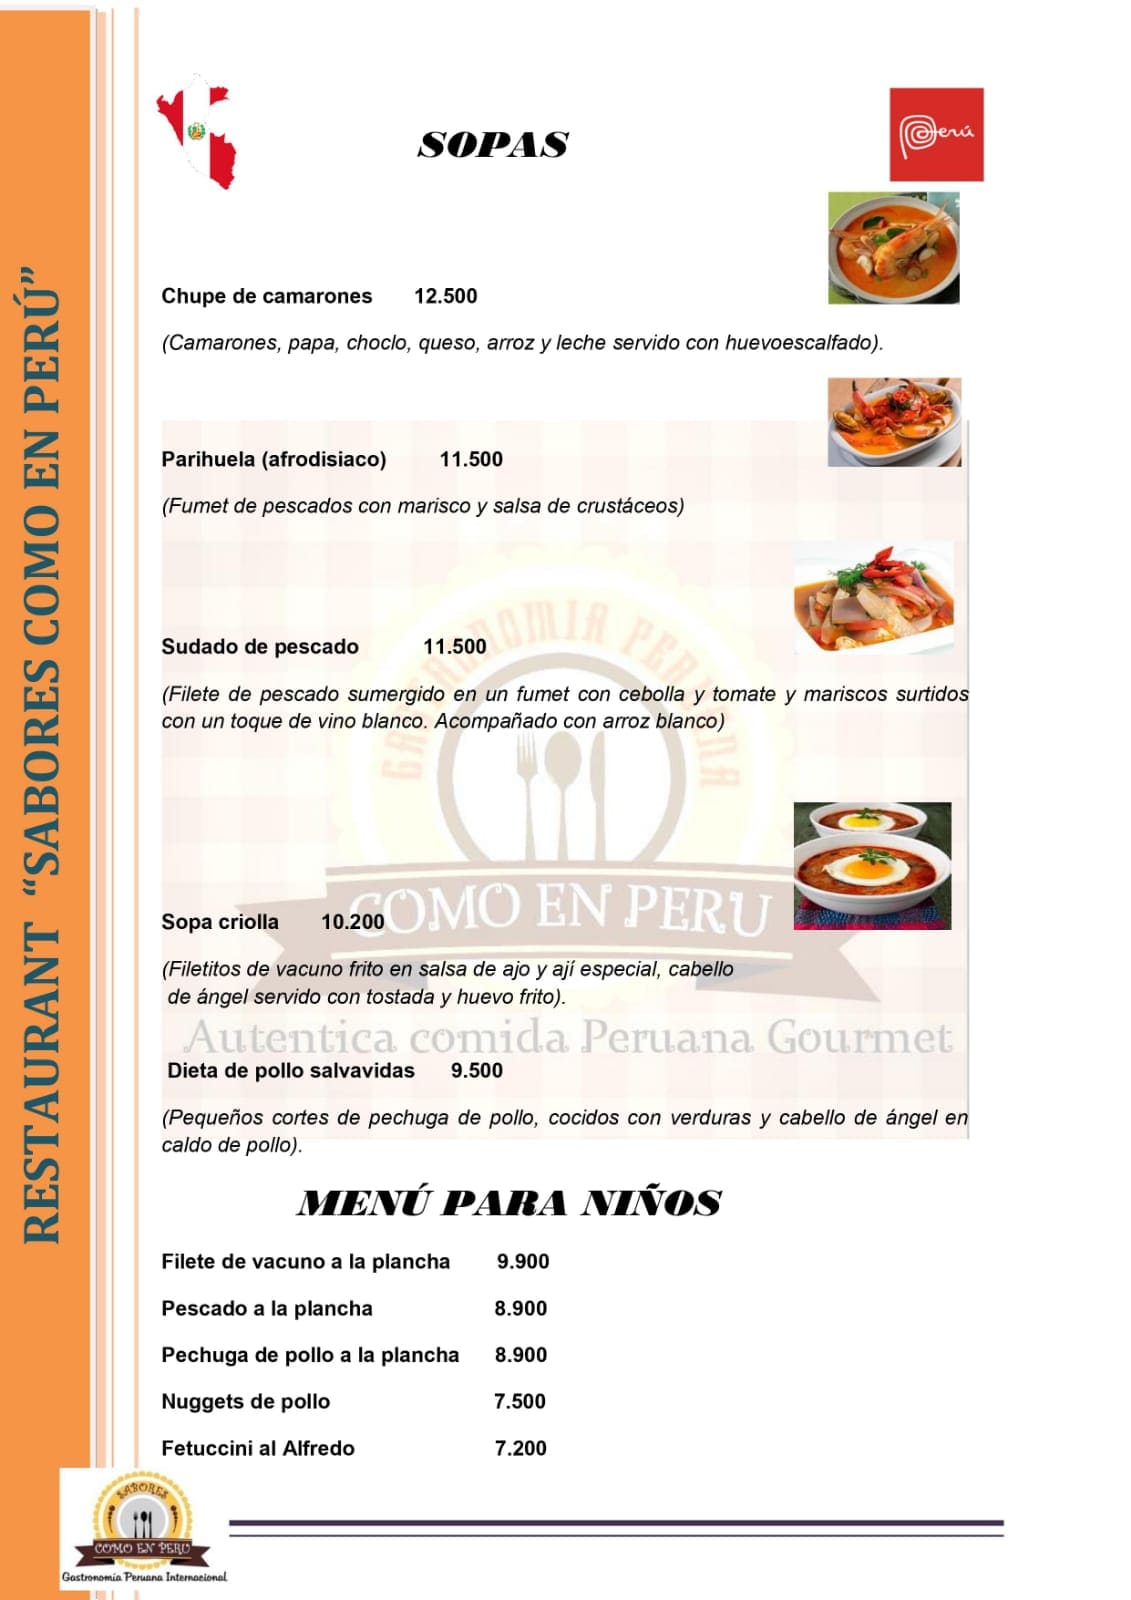 RESTAURANT “SABORES COMO EN PERÚ”
Perú
SOPAS
Chupe de camarones 12.500
(Camarones, papa, choclo, queso, arroz y leche servido con huevoescalfado).
Parihuela (afrodisiaco) 11.500
(Fumet de pescados con marisco y salsa de crustáceos)
Sudado de pescado 11.500
(Filete de pescado sumergido en un fumet con cebolla y tomate y mariscos surtidos
con un toque de vino blanco. Acompañado con arroz blanco)
GASTRONOMIA PERUANA
COMO EN PERU
Sopa criolla 10.200
(Filetitos de vacuno frito en salsa de ajo y ají especial, cabello
de ángel servido con tostada y huevo frito).
Autentica comida Peruana Gourmet
Dieta de pollo salvavidas 9.500
(Pequeños cortes de pechuga de pollo, cocidos con verduras y cabello de ángel en
caldo de pollo).
MENÚ PARA NIÑOS
Filete de vacuno a la plancha 9.900
Pescado a la plancha 8.900
Pechuga de pollo a la plancha 8.900
Nuggets de pollo 7.500
Fetuccini al Alfredo 7.200
SABORES
COMO EN PERU
Gastronomía Peruana Internacional